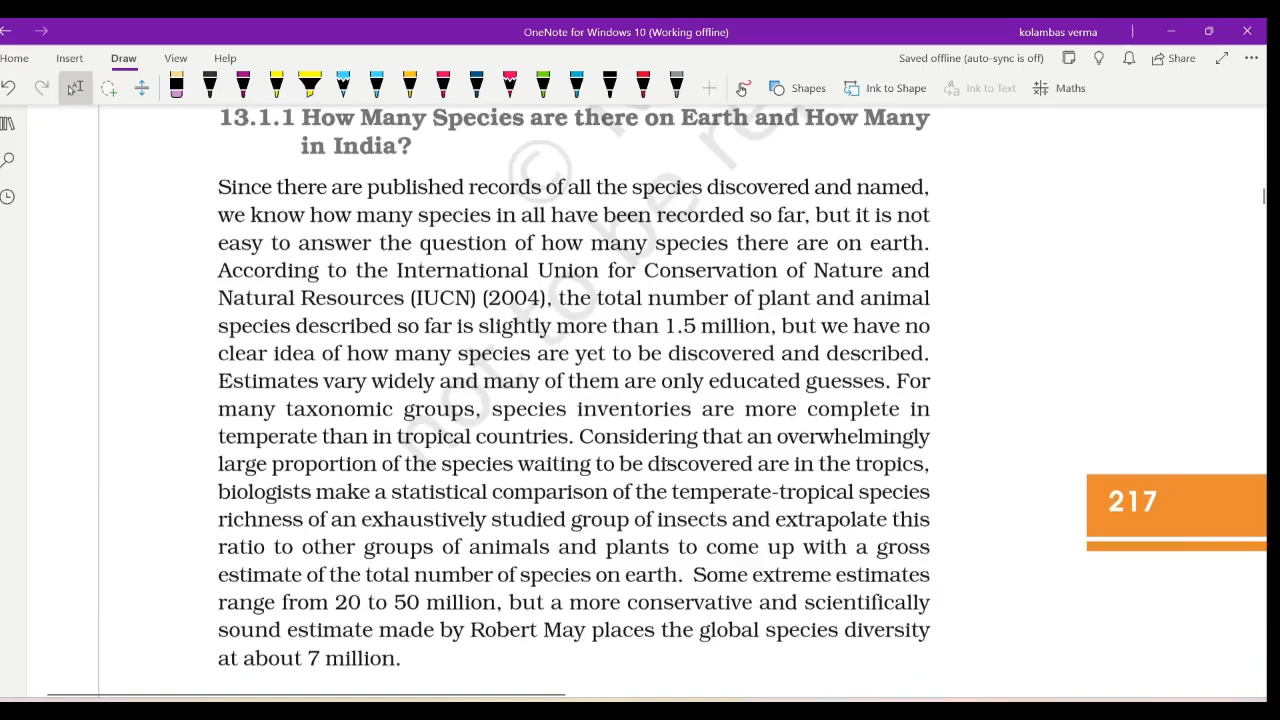 OneNote for Windows 10 (Working offline)
kolambas verma
Home Insert Draw View Help
Saved offline (auto-sync is off)
Share
Shapes
Ink to Shape
Ink to Text
Maths
13.1.1 How Many Species are there on Earth and How Many
in India?
Since there are published records of all the species discovered and named,
we know how many species in all have been recorded so far, but it is not
easy to answer the question of how many species there are on earth.
According to the International Union for Conservation of Nature and
Natural Resources (IUCN) (2004), the total number of plant and animal
species described so far is slightly more than 1.5 million, but we have no
clear idea of how many species are yet to be discovered and described.
Estimates vary widely and many of them are only educated guesses. For
many taxonomic groups, species inventories are more complete in
temperate than in tropical countries. Considering that an overwhelmingly
large proportion of the species waiting to be discovered are in the tropics,
biologists make a statistical comparison of the temperate-tropical species
richness of an exhaustively studied group of insects and extrapolate this
ratio to other groups of animals and plants to come up with a gross
estimate of the total number of species on earth. Some extreme estimates
range from 20 to 50 million, but a more conservative and scientifically
sound estimate made by Robert May places the global species diversity
at about 7 million.
217
© 
not to be re